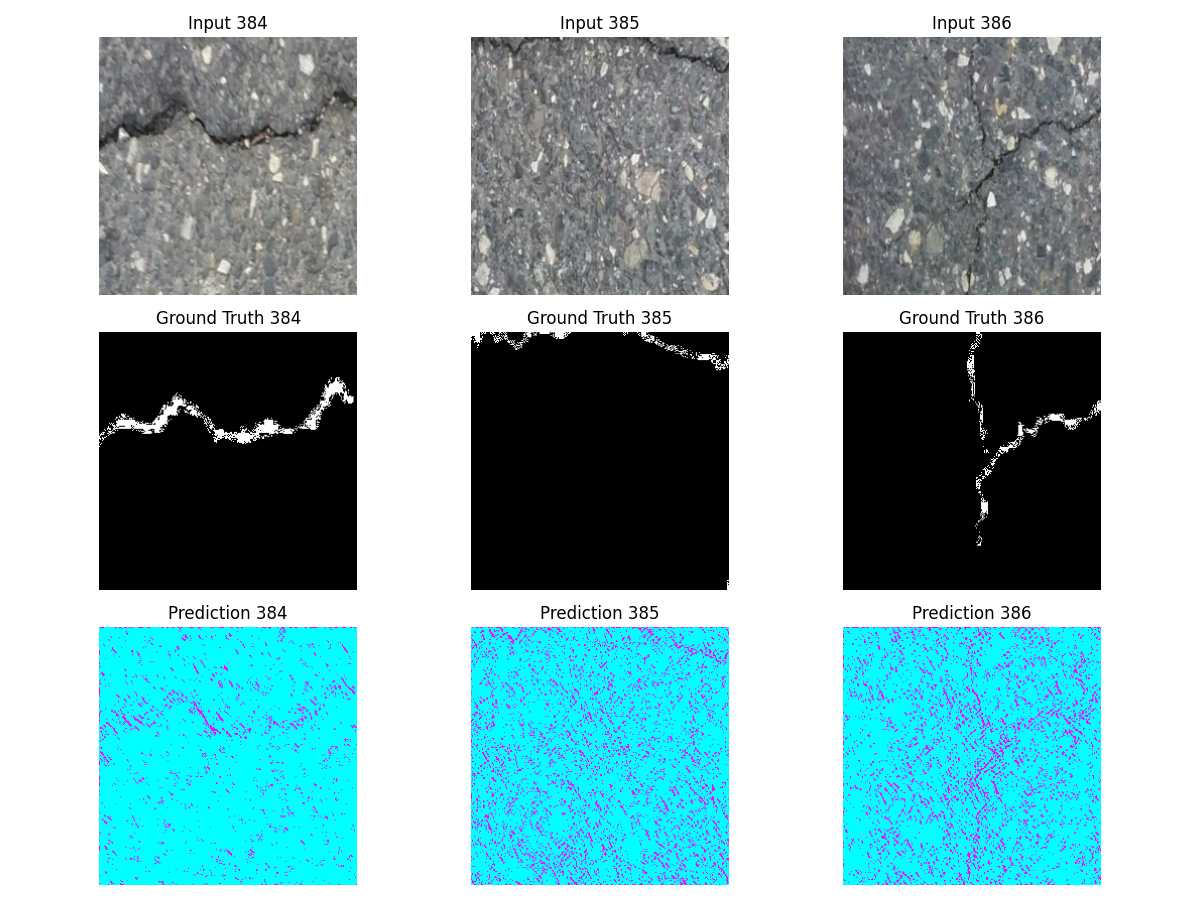 Input 384
Input 385
Input 386
Ground Truth 384
Ground Truth 385
Ground Truth 386
Prediction 384
Prediction 385
Prediction 386